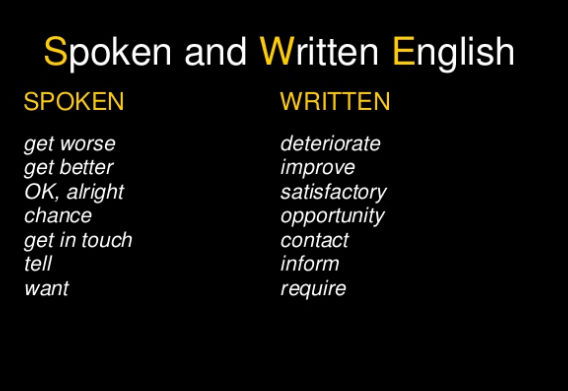 Spoken and Written English
SPOKEN WRITTEN
get worse deteriorate
get better improve
OK, alright satisfactory
chance opportunity
get in touch contact
tell inform
want require